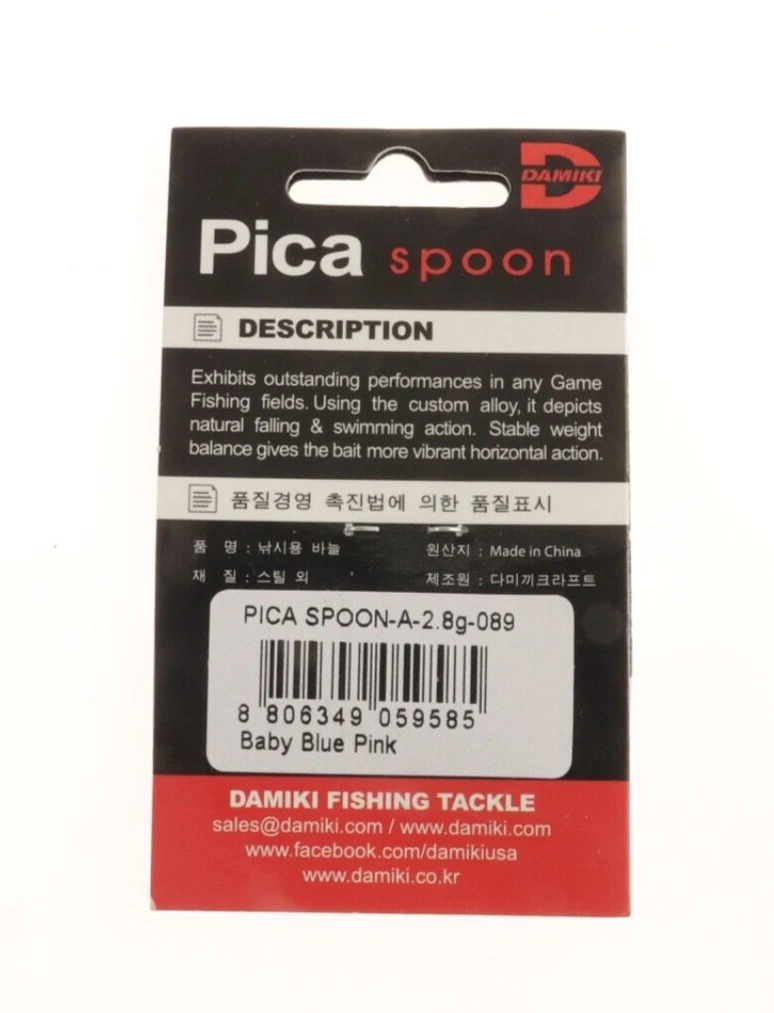 DAMIKI
Pica spoon
DESCRIPTION
Exhibits outstanding performances in any Game
Fishing fields. Using the custom alloy, it depicts
natural falling & swimming action. Stable weight
balance gives the bait more vibrant horizontal action.
품질경영 촉진법에 의한 품질표시
품 명 : 낚시용 바늘 원산지 : Made in China
재 질 : 스틸 외 제조원 : 다미끼크라프트
PICA SPOON-A-2.8g-089
8 806349 059585
Baby Blue Pink
DAMIKI FISHING TACKLE
sales@damiki.com / www.damiki.com
www.facebook.com/damikiusa
www.damiki.co.kr